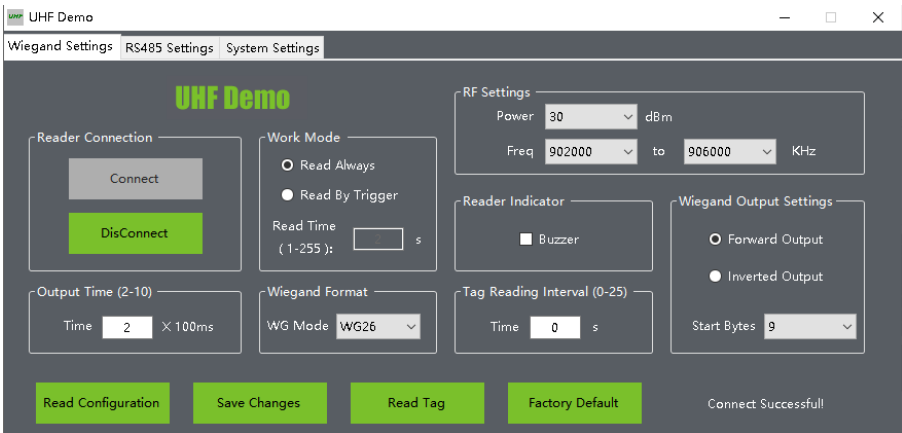 UHF UHF Demo
Wiegand Settings RS485 Settings System Settings
UHF Demo
Reader Connection
Connect
DisConnect
Work Mode
Read Always
Read By Trigger
Read Time
( 1-255 ): 2 s
RF Settings
Power 30 dBm
Freq 902000 to 906000 KHz
Reader Indicator
Buzzer
Wiegand Output Settings
Forward Output
Inverted Output
Start Bytes 9
Output Time (2-10)
Time 2 X 100ms
Wiegand Format
WG Mode WG26
Tag Reading Interval (0-25)
Time 0 s
Read Configuration Save Changes Read Tag Factory Default Connect Successful!